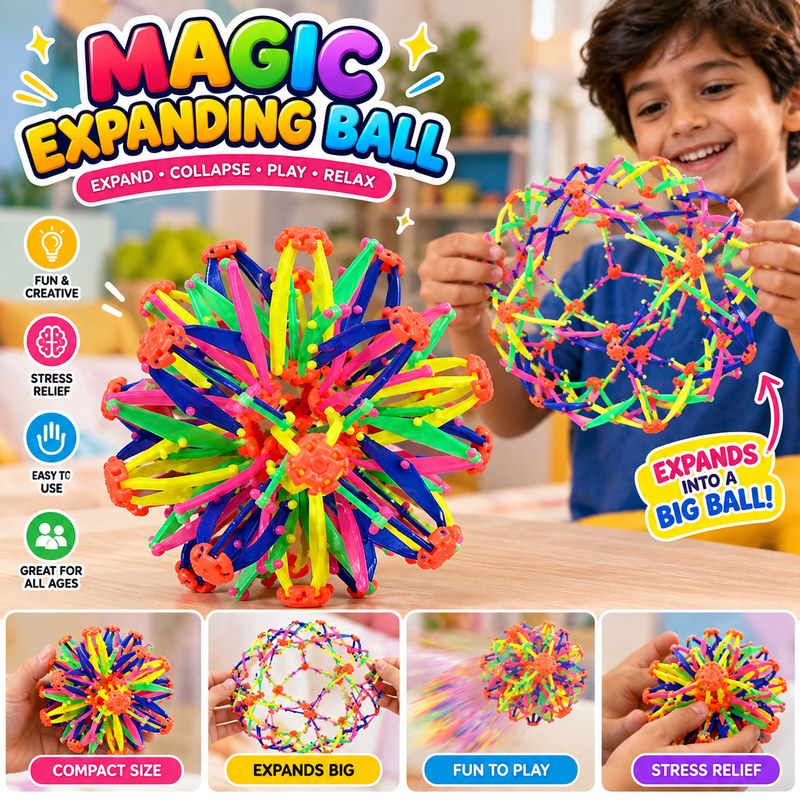 MAGIC
EXPANDING BALL
EXPAND • COLLAPSE • PLAY • RELAX
FUN &
CREATIVE
STRESS
RELIEF
EASY TO
USE
GREAT FOR
ALL AGES
EXPANDS
INTO A
BIG BALL!
COMPACT SIZE
EXPANDS BIG
FUN TO PLAY
STRESS RELIEF